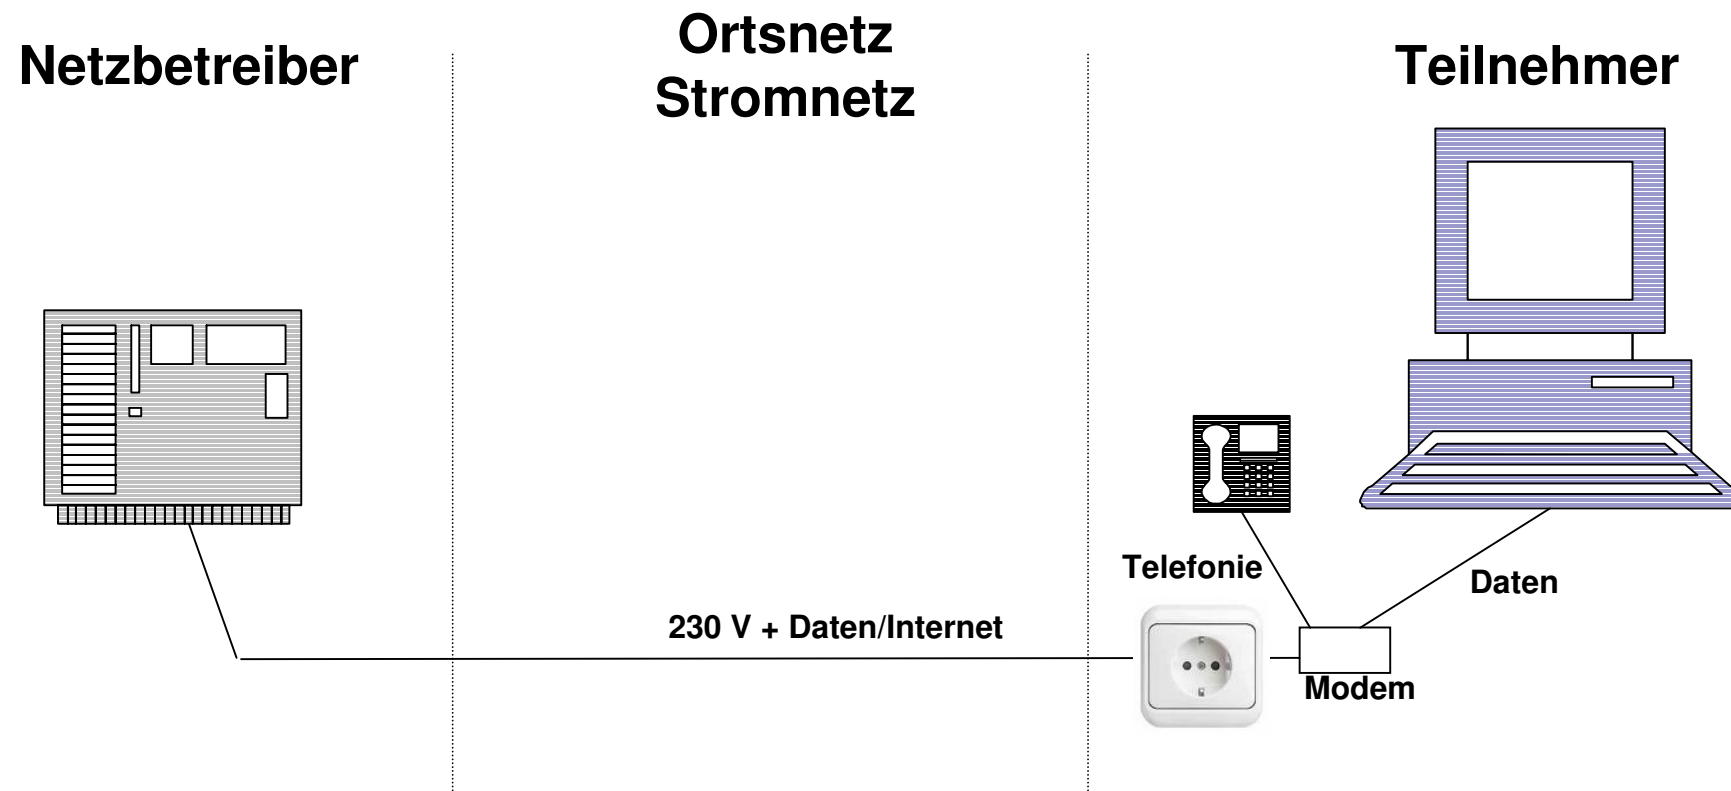 Netzbetreiber
Ortsnetz
Stromnetz
Teilnehmer
Telefonie
Daten
230 V + Daten/Internet
Modem